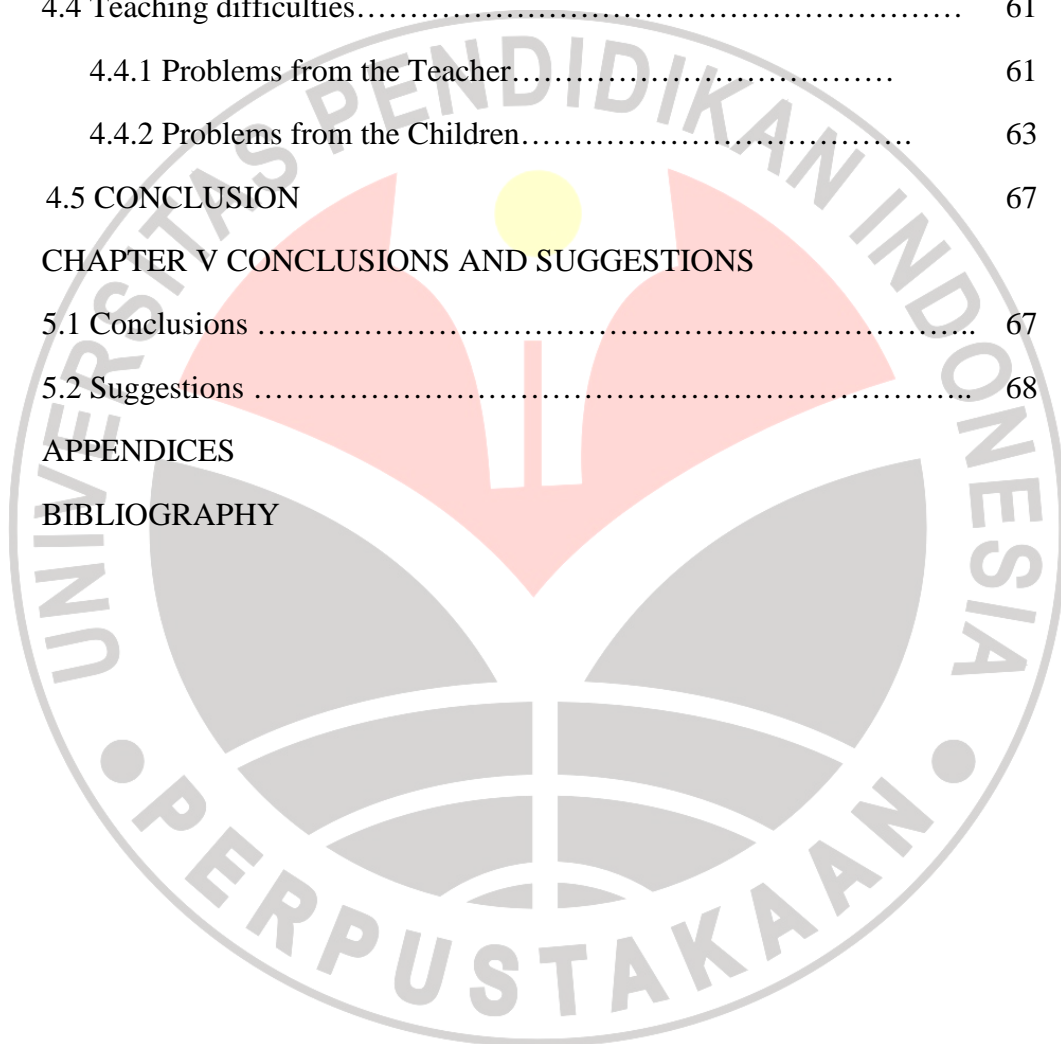 4.4 Teaching difficulties………………………………………………………… 61
4.4.1 Problems from the Teacher……………………………… 61
4.4.2 Problems from the Children………………………………. 63
4.5 CONCLUSION 67
CHAPTER V CONCLUSIONS AND SUGGESTIONS
5.1 Conclusions ………………………………………………………………….. 67
5.2 Suggestions ………………………………………………………………….. 68
APPENDICES
BIBLIOGRAPHY
UNIVERSITAS PENDIDIKAN INDONESIA
PERPUSTAKAAN